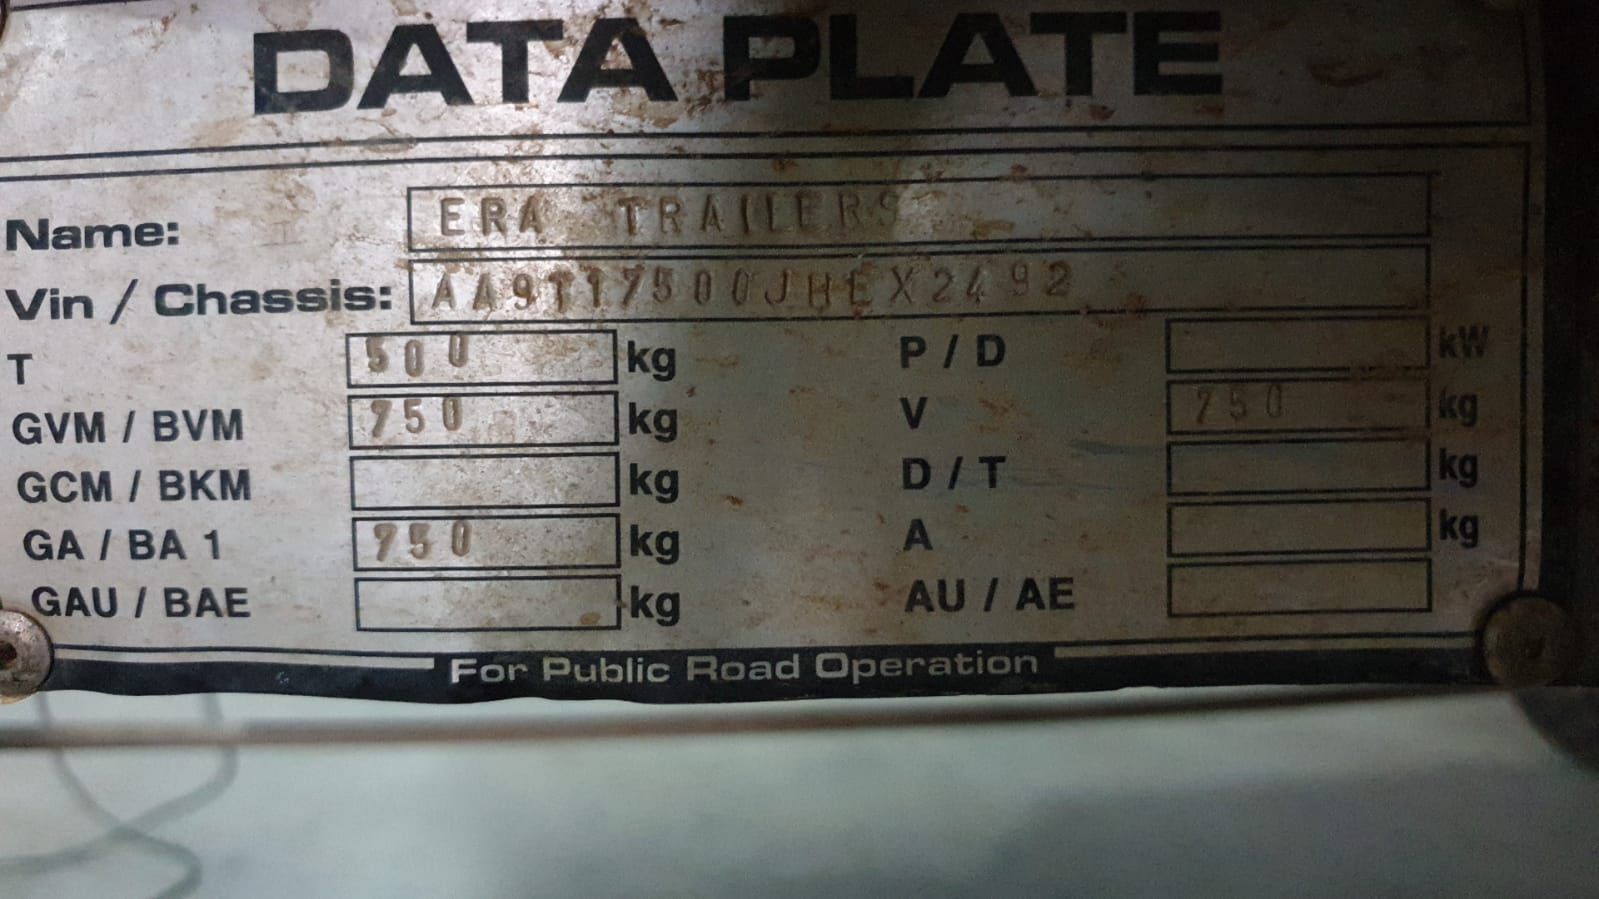 DATA PLATE
Name: ERA TRAILERS
Vin / Chassis: AA9T17500JHEX2492
T 500 kg P / D kW
GVM / BVM 750 kg V 750 kg
GCM / BKM kg D / T kg
GA / BA 1 750 kg A kg
GAU / BAE kg AU / AE
For Public Road Operation